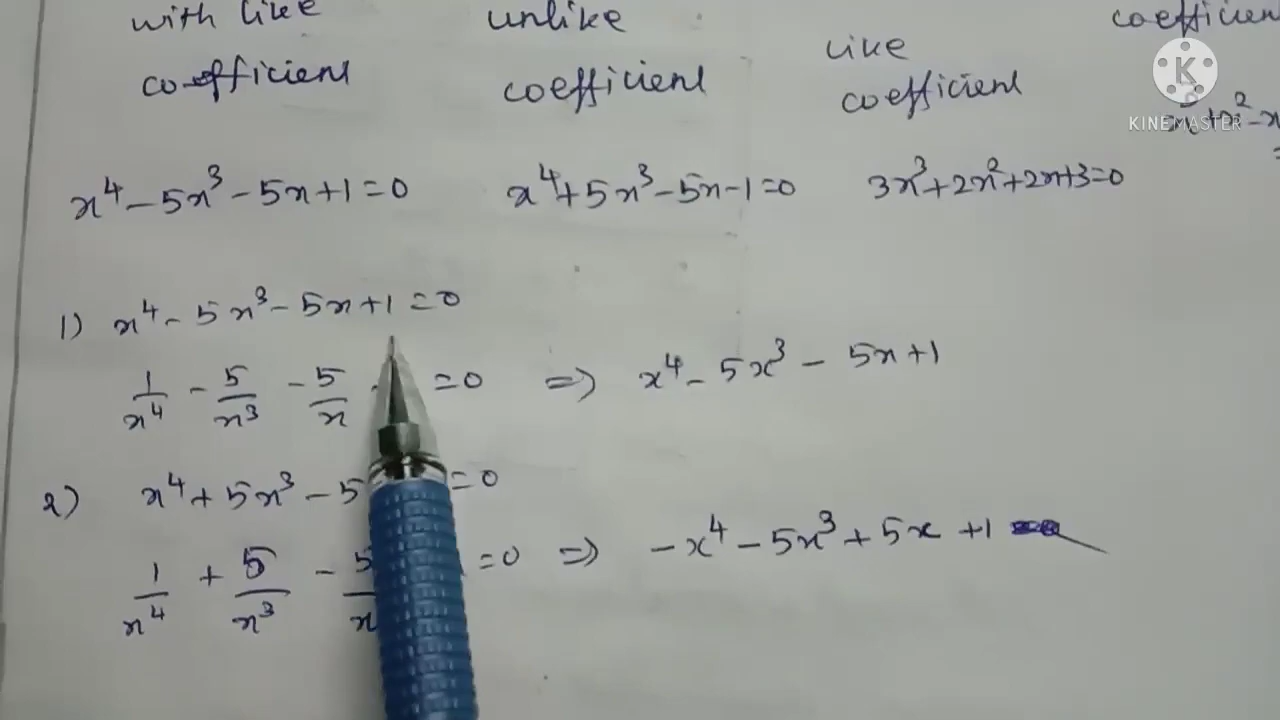 with like
unlike
coefficient
like
coefficient
coefficient
coefficient
KINEMASTER
x⁴ - 5x³ - 5x + 1 = 0
x⁴ + 5x³ - 5x - 1 = 0
3x³ + 2x² + 2x + 3 = 0
1) x⁴ - 5x³ - 5x + 1 = 0
1/x⁴ - 5/x³ - 5/x = 0 => x⁴ - 5x³ - 5x + 1
2) x⁴ + 5x³ - 5 = 0
1/x⁴ + 5/x³ - 5/x = 0 => -x⁴ - 5x³ + 5x + 1